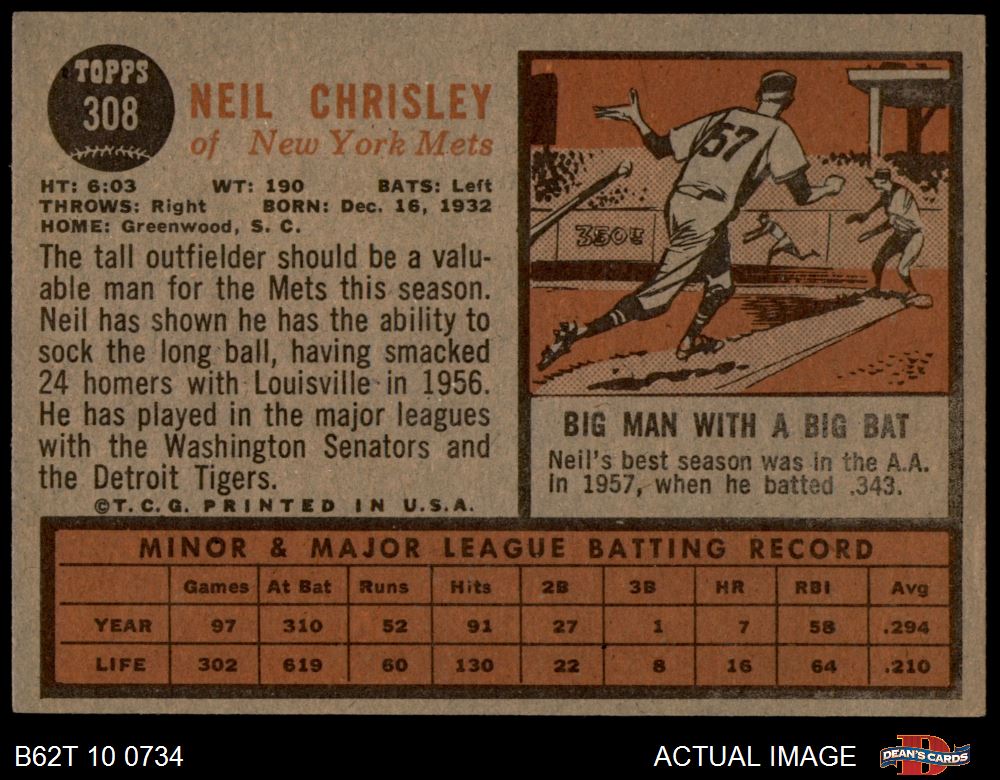 TOPPS
308
NEIL CHRISLEY
of New York Mets
HT: 6:03 WT: 190 BATS: Left
THROWS: Right BORN: Dec. 16, 1932
HOME: Greenwood, S. C.
The tall outfielder should be a valu-
able man for the Mets this season.
Neil has shown he has the ability to
sock the long ball, having smacked
24 homers with Louisville in 1956.
He has played in the major leagues
with the Washington Senators and
the Detroit Tigers.
©T. C. G. PRINTED IN U.S.A.
57
BIG MAN WITH A BIG BAT
Neil's best season was in the A.A.
in 1957, when he batted .343.
MINOR & MAJOR LEAGUE BATTING RECORD
Games At Bat Runs Hits 2B 3B HR RBI Avg
YEAR 97 310 52 91 27 1 7 58 .294
LIFE 302 619 60 130 22 8 16 64 .210
B62T 10 0734 ACTUAL IMAGE DEAN'S CARDS